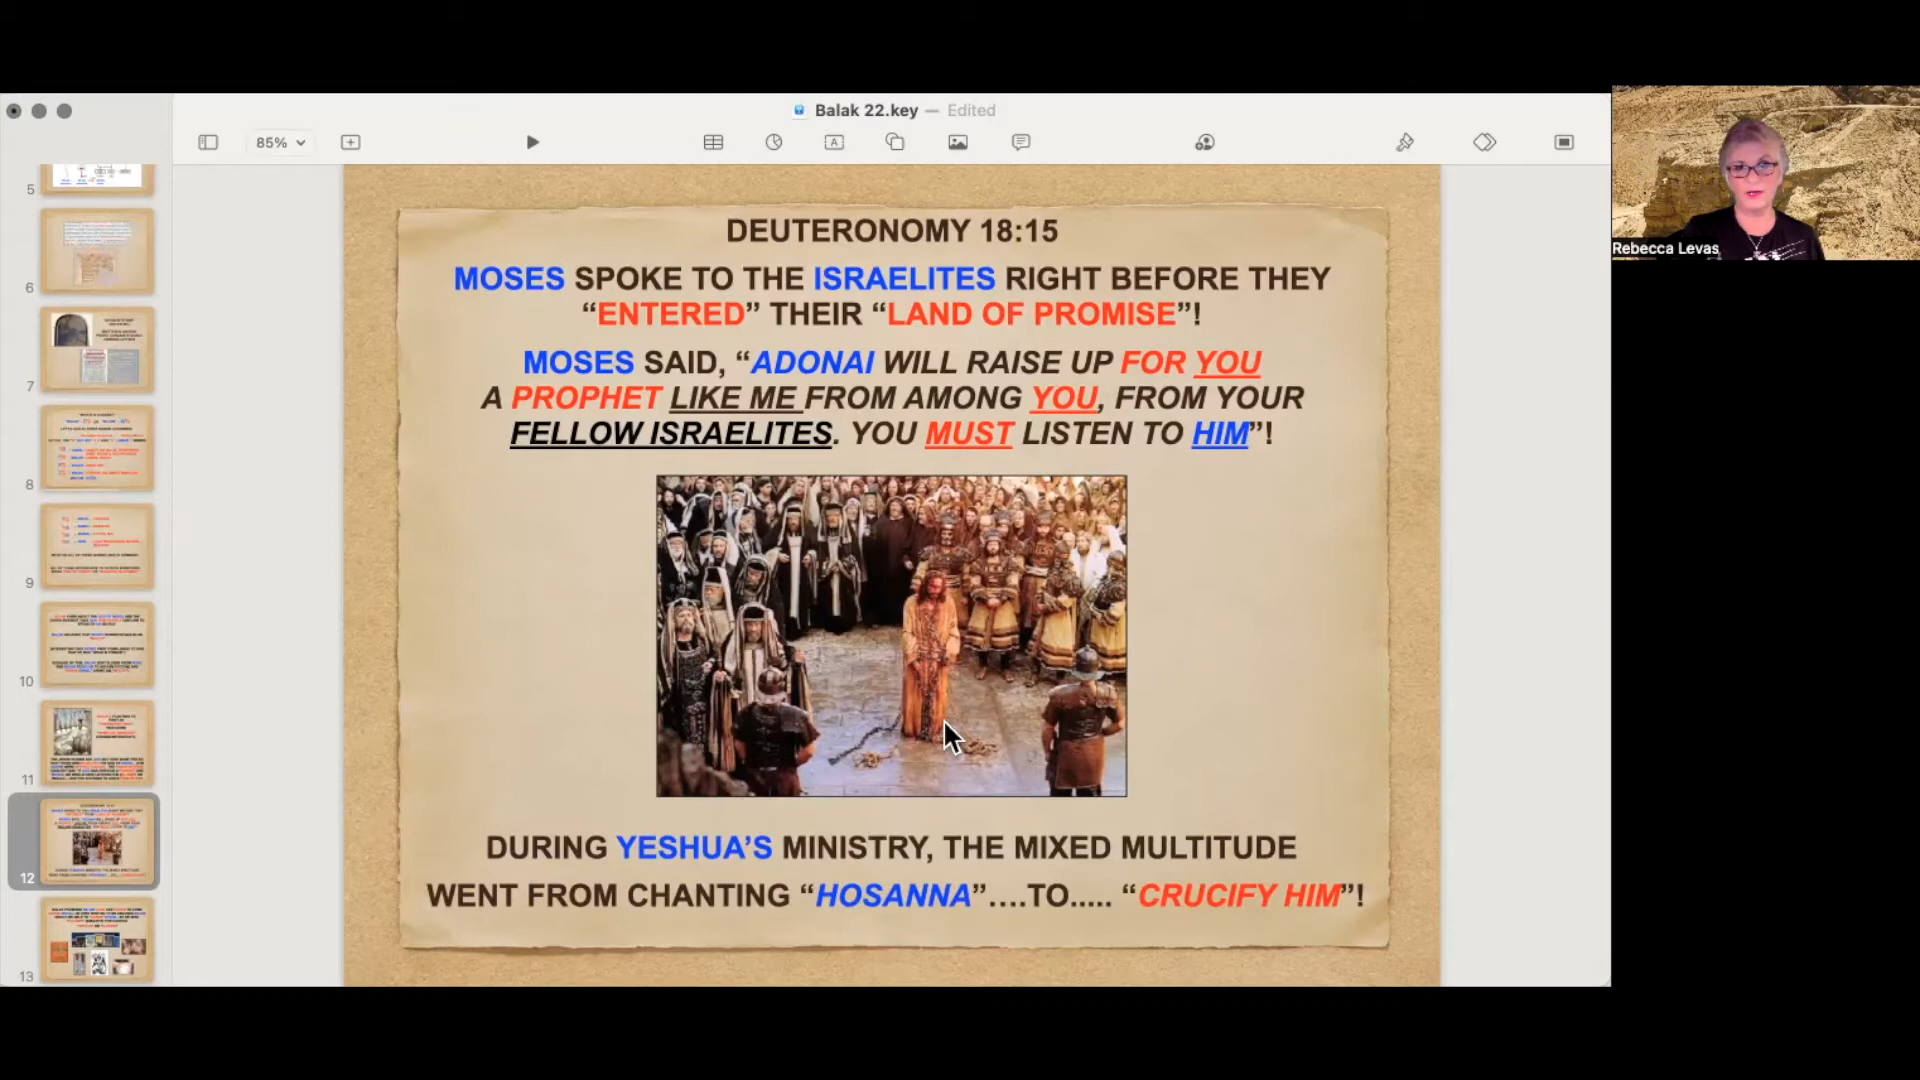 Balak 22.key — Edited
85%
5
6
7
8
9
10
11
12
13
DEUTERONOMY 18:15
MOSES SPOKE TO THE ISRAELITES RIGHT BEFORE THEY
“ENTERED” THEIR “LAND OF PROMISE”!
MOSES SAID, “ADONAI WILL RAISE UP FOR YOU
A PROPHET LIKE ME FROM AMONG YOU, FROM YOUR
FELLOW ISRAELITES. YOU MUST LISTEN TO HIM”!
DURING YESHUA’S MINISTRY, THE MIXED MULTITUDE
WENT FROM CHANTING “HOSANNA”....TO..... “CRUCIFY HIM”!
Rebecca Levas